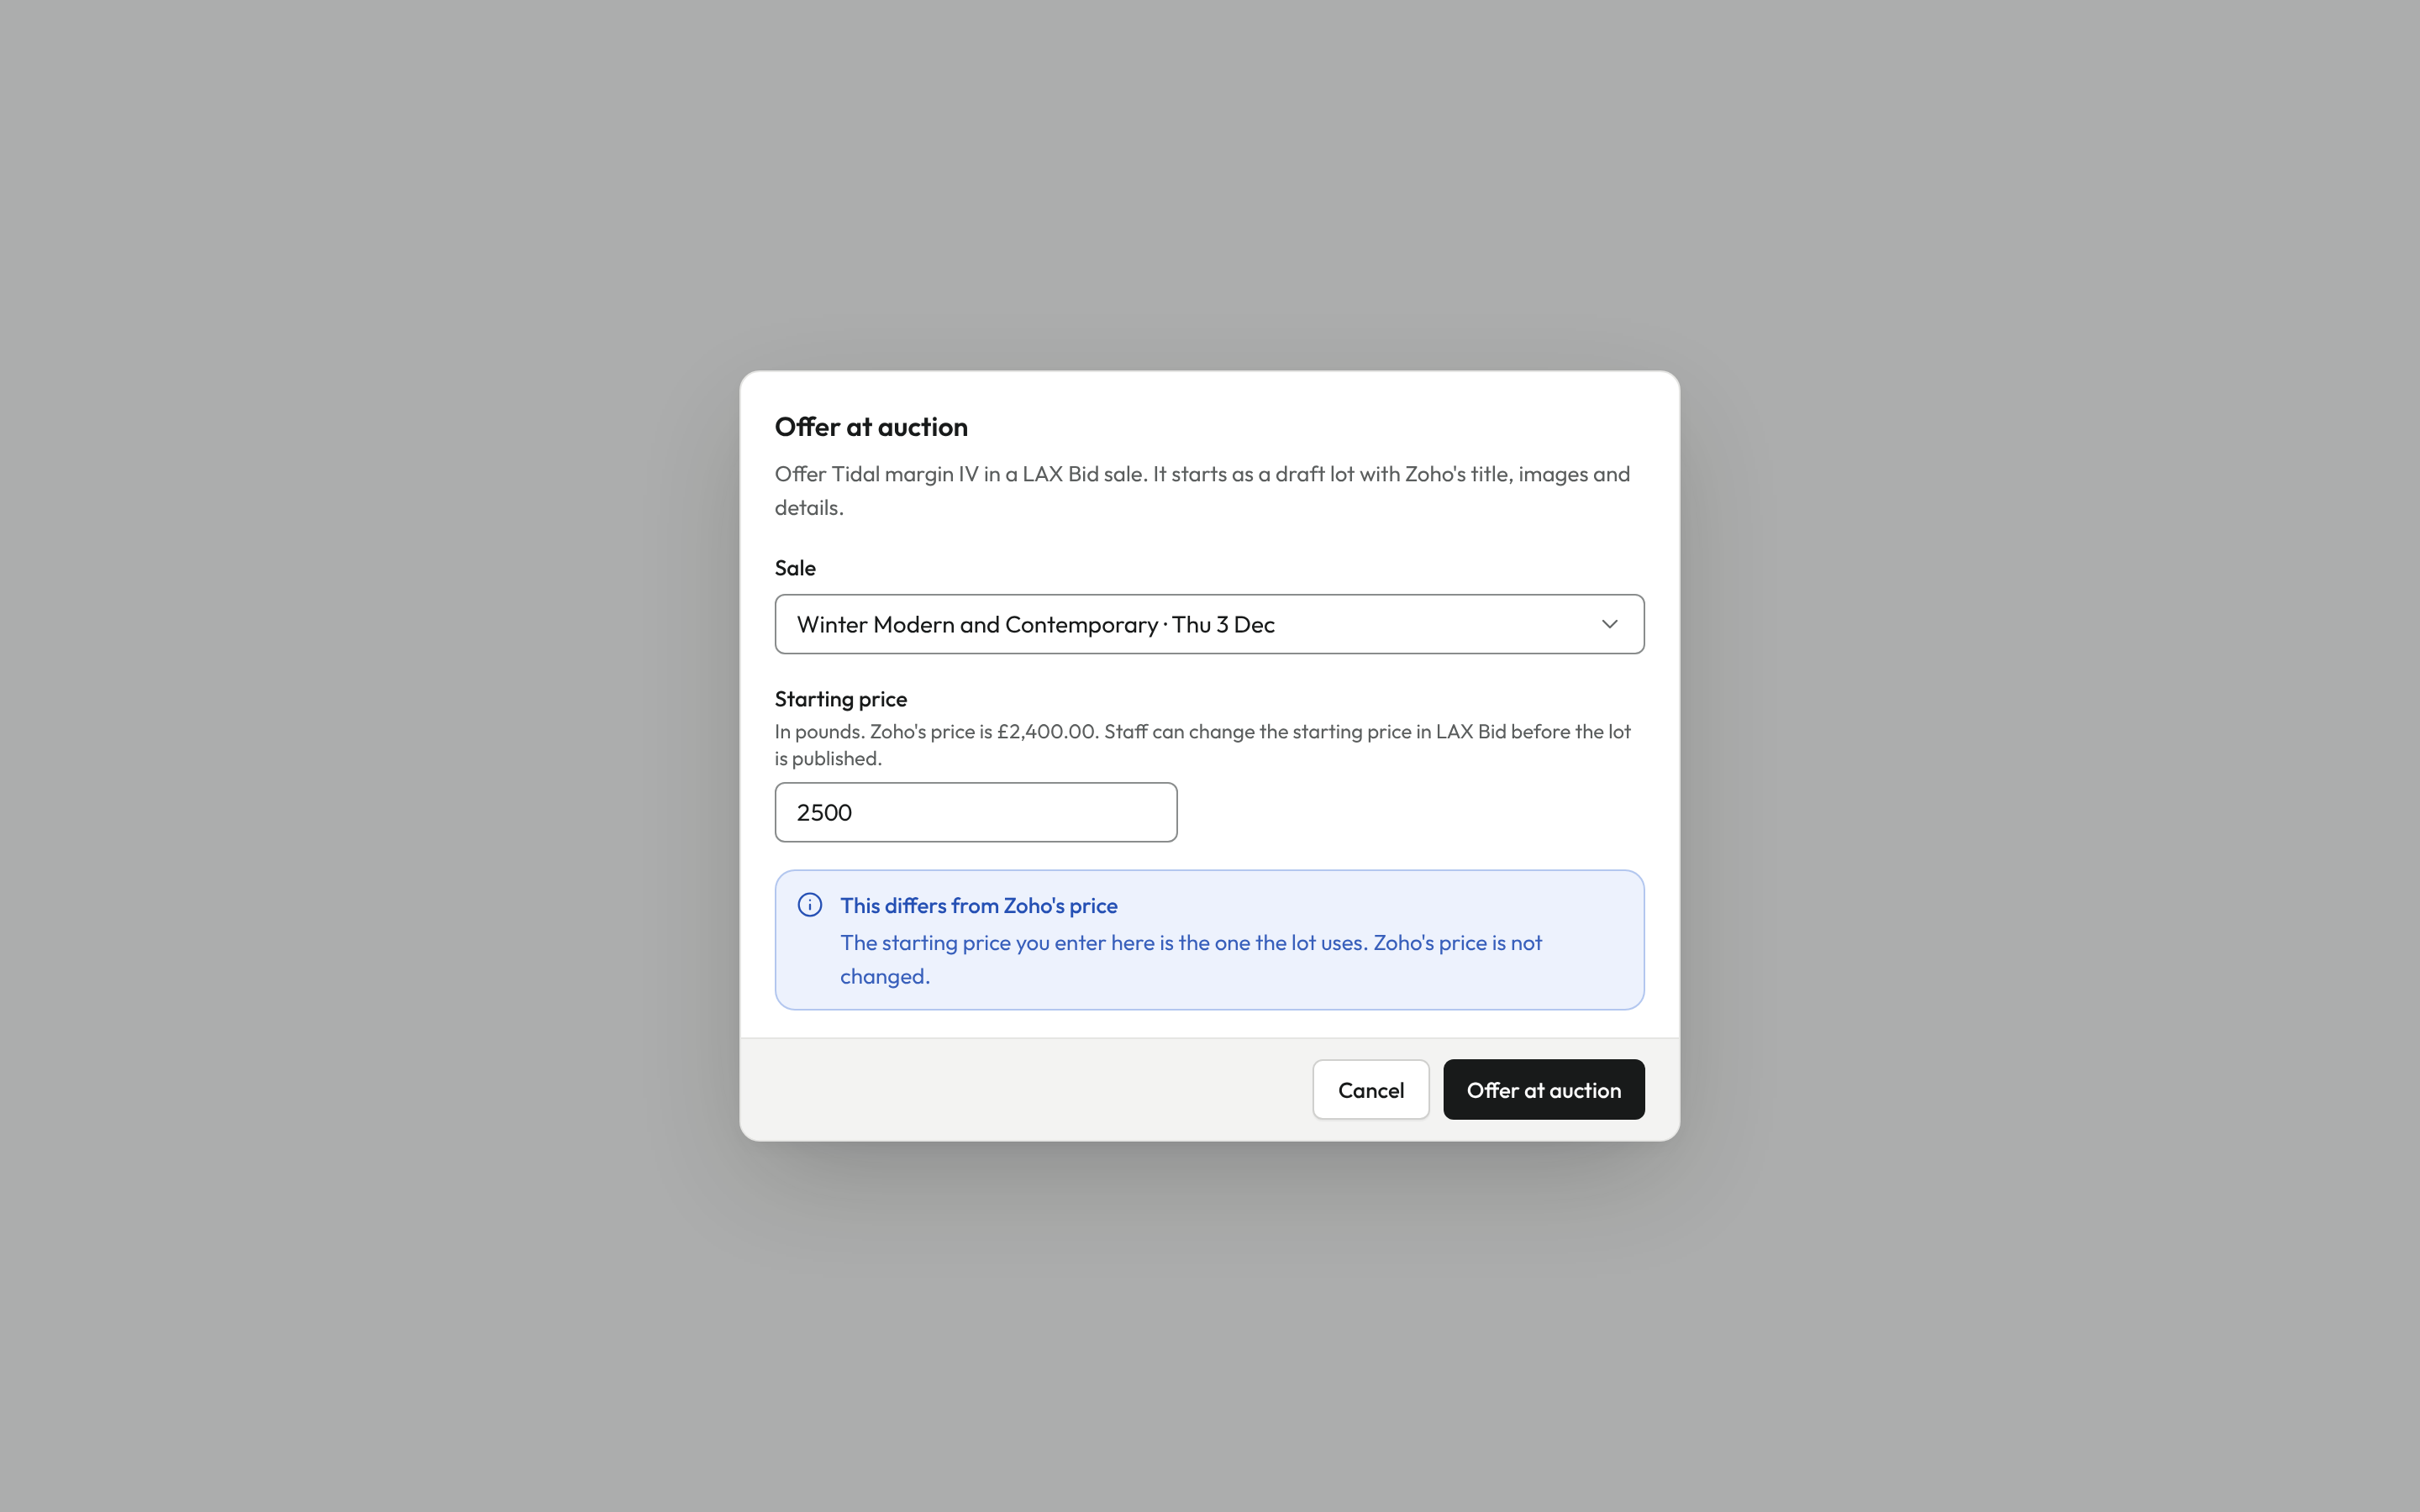 Offer at auction
Offer Tidal margin IV in a LAX Bid sale. It starts as a draft lot with Zoho's title, images and
details.
Sale
Winter Modern and Contemporary · Thu 3 Dec
Starting price
In pounds. Zoho's price is £2,400.00. Staff can change the starting price in LAX Bid before the lot
is published.
2500
This differs from Zoho's price
The starting price you enter here is the one the lot uses. Zoho's price is not
changed.
Cancel
Offer at auction